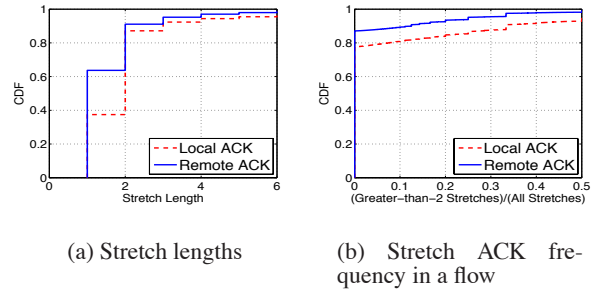 1
0.8
0.6
0.4
0.2
0
CDF
Local ACK
Remote ACK
2
4
6
Stretch Length
(a) Stretch lengths
1
0.8
0.6
0.4
0.2
0
CDF
Local ACK
Remote ACK
0
0.1
0.2
0.3
0.4
0.5
(Greater-than-2 Stretches)/(All Stretches)
(b) Stretch ACK fre-
quency in a flow